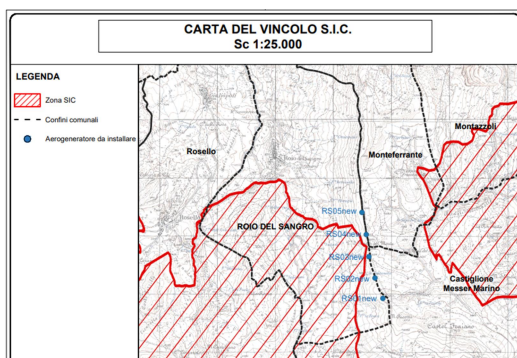 CARTA DEL VINCOLO S.I.C.
Sc 1:25.000
LEGENDA
Zona SIC
Confini comunali
Aerogeneratore da installare
Rosello
Monteferrante
Montazzoli
RS05new
ROIO DEL SANGRO
RS04new
RS03new
RS02new
Castiglione
Messer Marino
RS01new